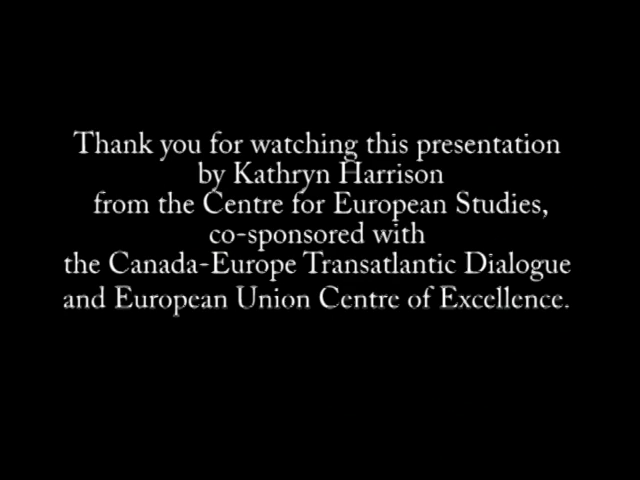 Thank you for watching this presentation
by Kathryn Harrison
from the Centre for European Studies,
co-sponsored with
the Canada-Europe Transatlantic Dialogue
and European Union Centre of Excellence.